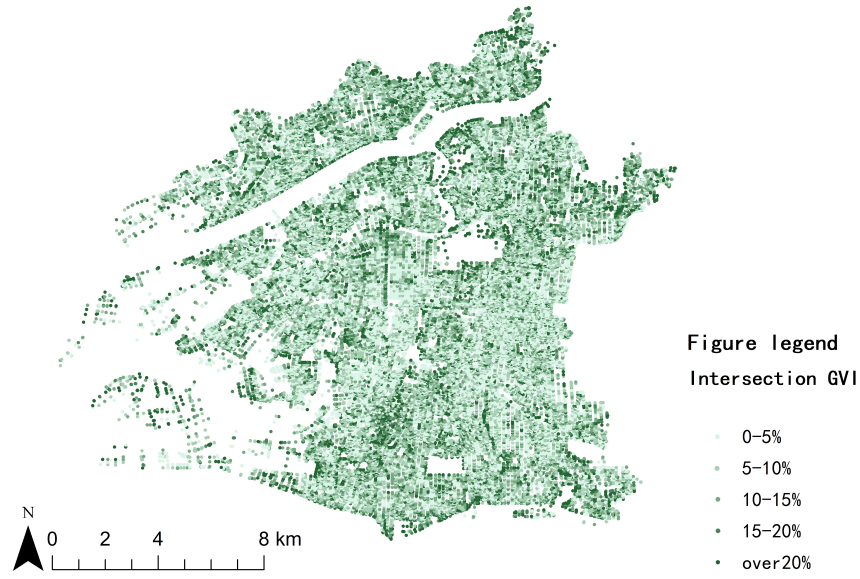 Figure legend
Intersection GVI
0-5%
5-10%
10-15%
15-20%
over20%
N
0 2 4 8 km